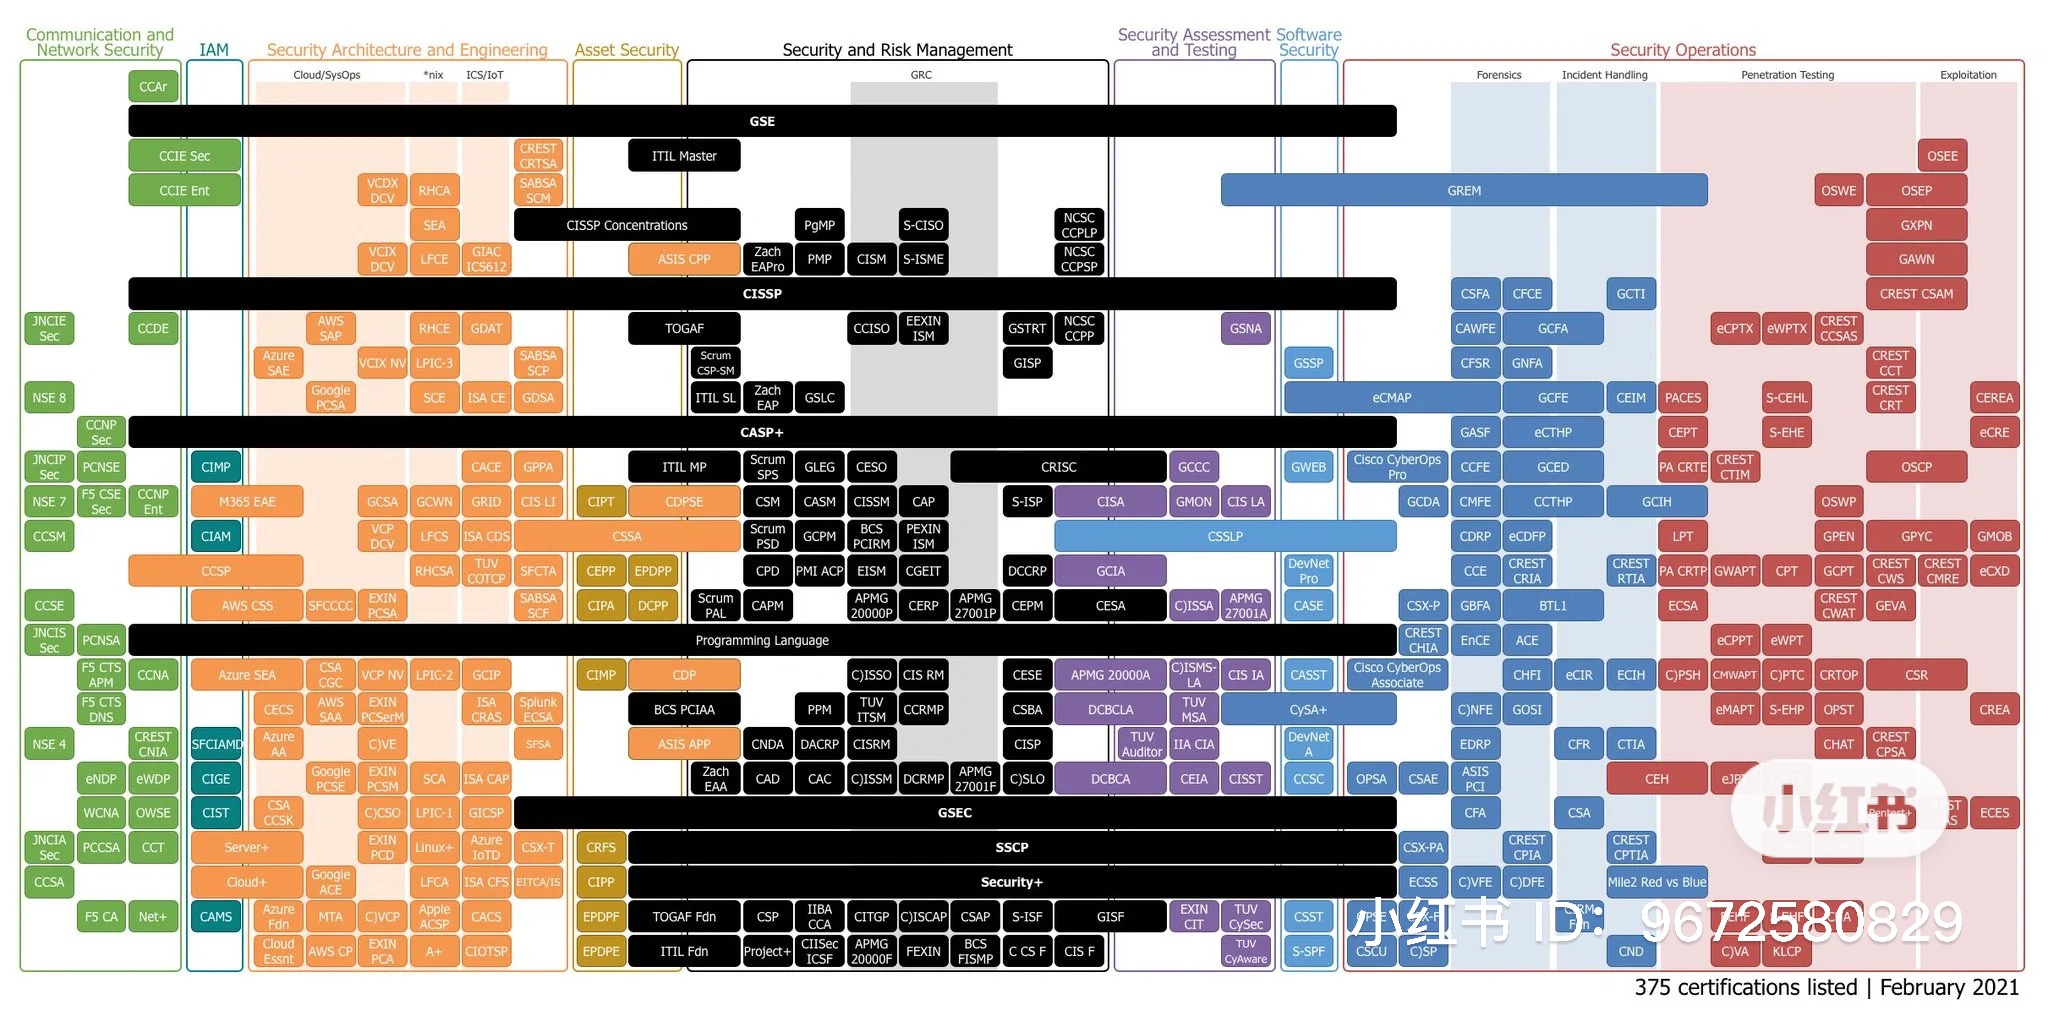 Communication and
Network Security
IAM
Security Architecture and Engineering
Asset Security
Security and Risk Management
Security Assessment
and Testing
Software
Security
Security Operations
Cloud/SysOps
*nix
ICS/IoT
GRC
Forensics
Incident Handling
Penetration Testing
Exploitation
CCAr
GSE
CCIE Sec
CREST
CRTSA
ITIL Master
OSEE
CCIE Ent
VCDX
DCV
RHCA
SABSA
SCM
GREM
OSWE
OSEP
SEA
CISSP Concentrations
PgMP
S-CISO
NCSC
CCPLP
GXPN
VCIX
DCV
LFCE
GIAC
ICS612
ASIS CPP
Zach
EAPro
PMP
CISM
S-ISME
NCSC
CCPSP
GAWN
CISSP
CSFA
CFCE
GCTI
CREST CSAM
JNCIE
Sec
CCDE
AWS
SAP
RHCE
GDAT
TOGAF
CCISO
EEXIN
ISM
GSTRT
NCSC
CCPP
GSNA
CAWFE
GCFA
eCPTX
eWPTX
CREST
CCSAS
Azure
SAE
VCIX NV
LPIC-3
SABSA
SCP
Scrum
CSP-SM
GISP
GSSP
CFSR
GNFA
CREST
CCT
NSE 8
Google
PCSA
SCE
ISA CE
GDSA
ITIL SL
Zach
EAP
GSLC
eCMAP
GCFE
CEIM
PACES
S-CEHL
CREST
CRT
CEREA
CCNP
Sec
CASP+
GASF
eCTHP
CEPT
S-EHE
eCRE
JNCIP
Sec
PCNSE
CIMP
CACE
GPPA
ITIL MP
Scrum
SPS
GLEG
CESO
CRISC
GCCC
GWEB
Cisco CyberOps
Pro
CCFE
GCED
PA CRTE
CREST
CTIM
OSCP
NSE 7
F5 CSE
Sec
CCNP
Ent
M365 EAE
GCSA
GCWN
GRID
CIS LI
CIPT
CDPSE
CSM
CASM
CISSM
CAP
S-ISP
CISA
GMON
CIS LA
GCDA
CMFE
CCTHP
GCIH
OSWP
CCSM
CIAM
VCP
DCV
LFCS
ISA CDS
CSSA
Scrum
PSD
GCPM
BCS
PCIRM
PEXIN
ISM
CSSLP
CDRP
eCDFP
LPT
GPEN
GPYC
GMOB
CCSP
RHCSA
TUV
COTCP
SFCTA
CEPP
EPDPP
CPD
PMI ACP
EISM
CGEIT
DCCRP
GCIA
DevNet
Pro
CCE
CREST
CRIA
CREST
RTIA
PA CRTP
GWAPT
CPT
GCPT
CREST
CWS
CREST
CMRE
eCXD
CCSE
AWS CSS
SFCCCC
EXIN
PCSA
SABSA
SCF
CIPA
DCPP
Scrum
PAL
CAPM
APMG
20000P
CERP
APMG
27001P
CEPM
CESA
C)ISSA
APMG
27001A
CASE
CSX-P
GBFA
BTL1
ECSA
CREST
CWAT
GEVA
JNCIS
Sec
PCNSA
Programming Language
CREST
CHIA
EnCE
ACE
eCPPT
eWPT
F5 CTS
APM
CCNA
Azure SEA
CSA
CGC
VCP NV
LPIC-2
GCIP
CIMP
CDP
C)ISSO
CIS RM
CESE
APMG 20000A
C)ISMS-
LA
CIS IA
CASST
Cisco CyberOps
Associate
CHFI
eCIR
ECIH
C)PSH
CMWAPT
C)PTC
CRTOP
CSR
F5 CTS
DNS
CECS
AWS
SAA
EXIN
PCSerM
ISA
CRAS
Splunk
ECSA
BCS PCIAA
PPM
TUV
ITSM
CCRMP
CSBA
DCBCLA
TUV
MSA
CySA+
C)NFE
GOSI
eMAPT
S-EHP
OPST
CREA
NSE 4
CREST
CNIA
SFCIAMD
Azure
AA
C)VE
SFSA
ASIS APP
CNDA
DACRP
CISRM
CISP
TUV
Auditor
IIA CIA
DevNet
A
EDRP
CFR
CTIA
CHAT
CREST
CPSA
eNDP
eWDP
CIGE
Google
PCSE
EXIN
PCSM
SCA
ISA CAP
Zach
EAA
CAD
CAC
C)ISSM
DCRMP
APMG
27001F
C)SLO
DCBCA
CEIA
CISST
CCSC
OPSA
CSAE
ASIS
PCI
CEH
WCNA
OWSE
CIST
CSA
CCSK
C)CSO
LPIC-1
GICSP
GSEC
CFA
CSA
Pentest+
ECES
小红书
JNCIA
Sec
PCCSA
CCT
Server+
EXIN
PCD
Linux+
Azure
IoTD
CSX-T
CRFS
SSCP
CSX-PA
CREST
CPIA
CREST
CPTIA
CCSA
Cloud+
Google
ACE
LFCA
ISA CFS
EITCA/IS
CIPP
Security+
ECSS
C)VFE
C)DFE
Mile2 Red vs Blue
F5 CA
Net+
CAMS
Azure
Fdn
MTA
C)VCP
Apple
ACSP
CACS
EPDPF
TOGAF Fdn
CSP
IIBA
CCA
CITGP
C)ISCAP
CSAP
S-ISF
GISF
EXIN
CIT
TUV
CySec
CSST
小红书 ID：9672580829
Cloud
Essnt
AWS CP
EXIN
PCA
A+
CIOTSP
EPDPE
ITIL Fdn
Project+
CIISec
ICSF
APMG
20000F
FEXIN
BCS
FISMP
C CS F
CIS F
TUV
CyAware
S-SPF
CSCU
C)SP
CND
C)VA
KLCP
375 certifications listed | February 2021